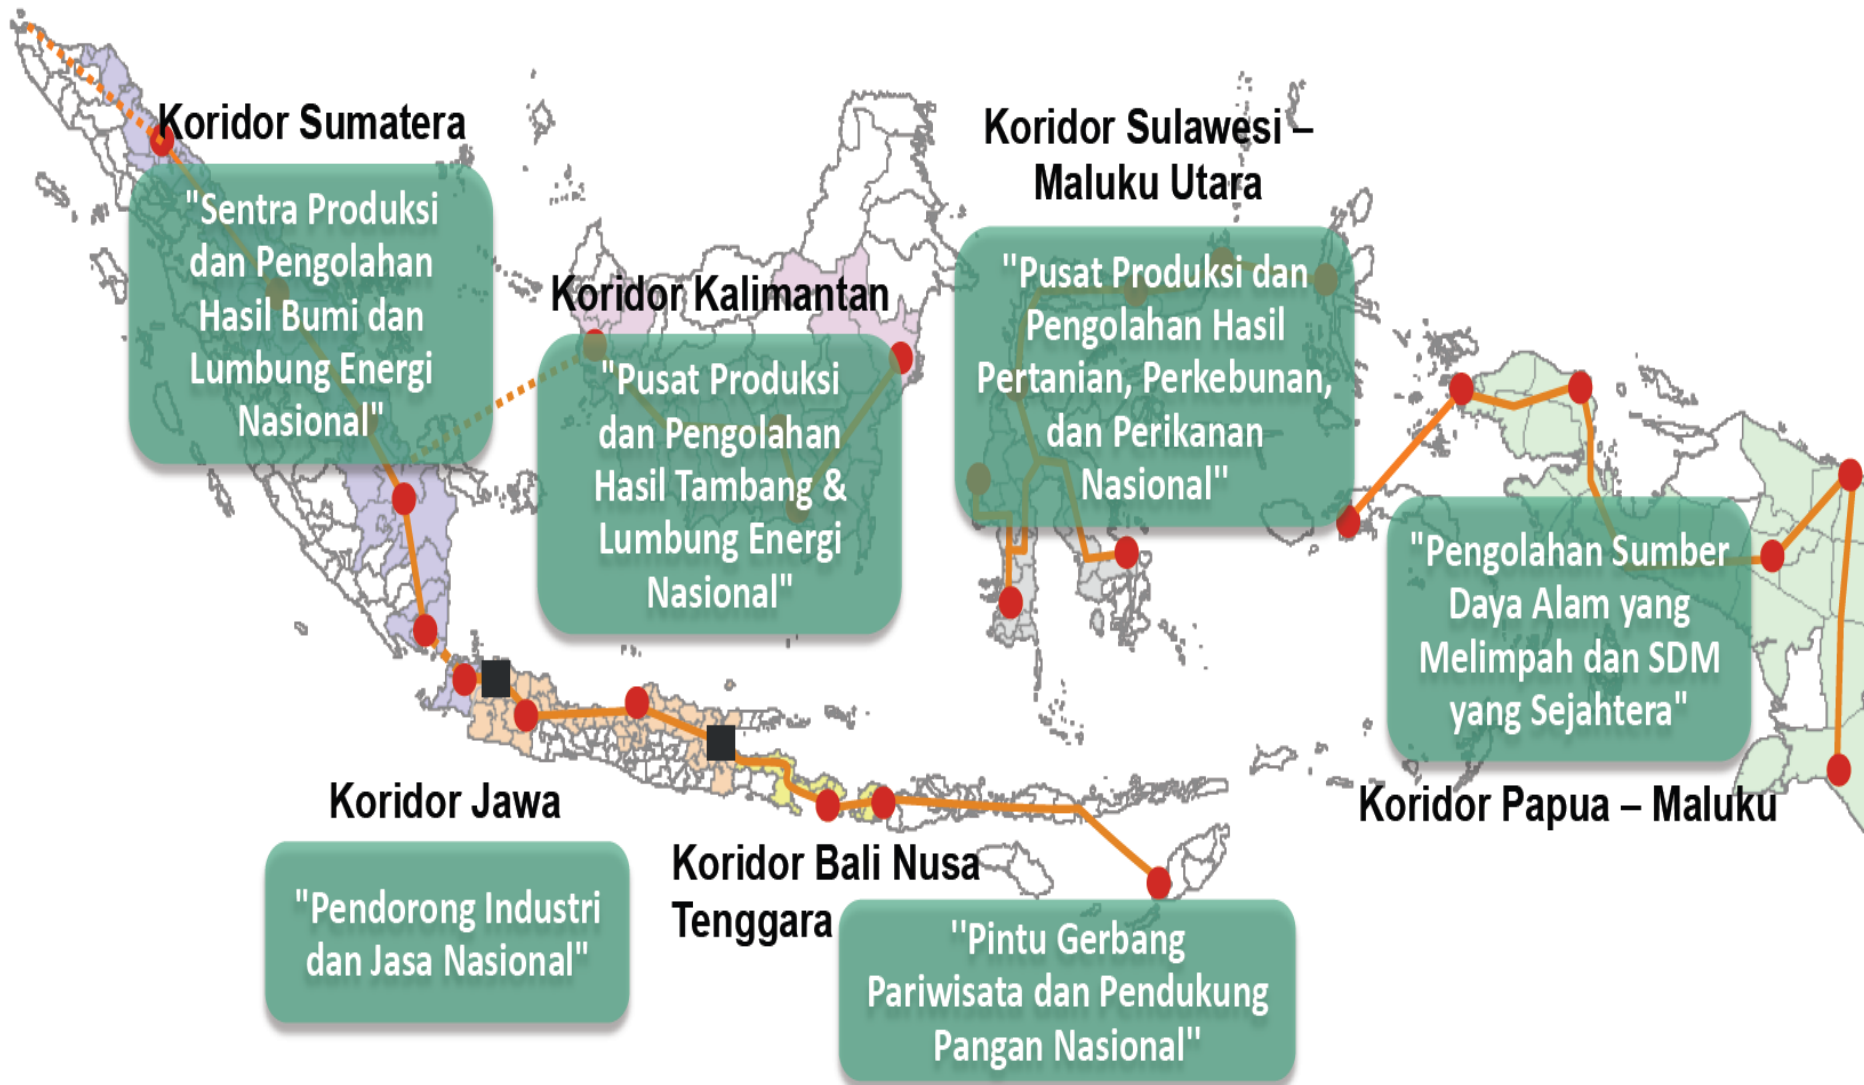 Koridor Sumatera
"Sentra Produksi
dan Pengolahan
Hasil Bumi dan
Lumbung Energi
Nasional"
Koridor Kalimantan
"Pusat Produksi
dan Pengolahan
Hasil Tambang &
Lumbung Energi
Nasional"
Koridor Sulawesi –
Maluku Utara
"Pusat Produksi dan
Pengolahan Hasil
Pertanian, Perkebunan,
dan Perikanan
Nasional"
"Pengolahan Sumber
Daya Alam yang
Melimpah dan SDM
yang Sejahtera"
Koridor Papua – Maluku
Koridor Jawa
"Pendorong Industri
dan Jasa Nasional"
Koridor Bali Nusa
Tenggara
"Pintu Gerbang
Pariwisata dan Pendukung
Pangan Nasional"